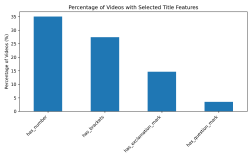 Percentage of Videos with Selected Title Features
Percentage of Videos (%)
35
30
25
20
15
10
5
0
has_number
has_brackets
has_exclamation_mark
has_question_mark